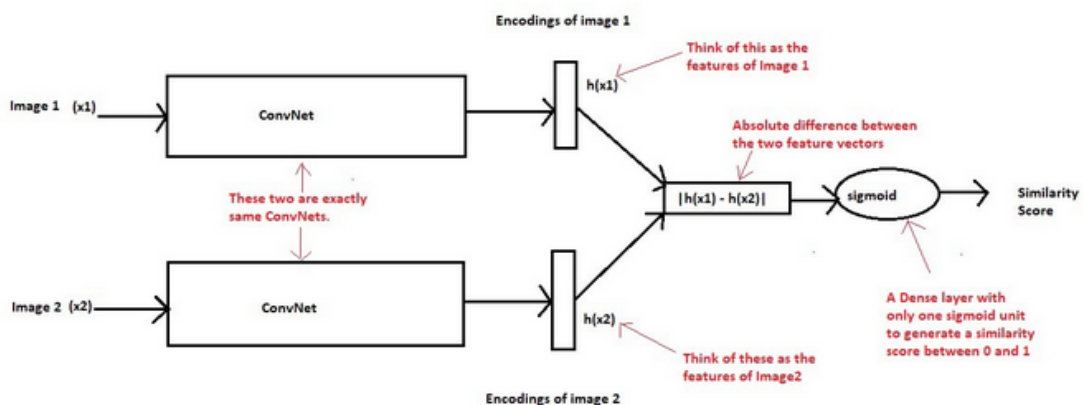 Encodings of image 1
Think of this as the
features of Image 1
h(x1)
Image 1 (x1)
ConvNet
Absolute difference between
the two feature vectors
These two are exactly
same ConvNets.
|h(x1) - h(x2)|
sigmoid
Similarity
Score
Image 2 (x2)
ConvNet
h(x2)
A Dense layer with
only one sigmoid unit
to generate a similarity
score between 0 and 1
Think of these as the
features of Image2
Encodings of image 2